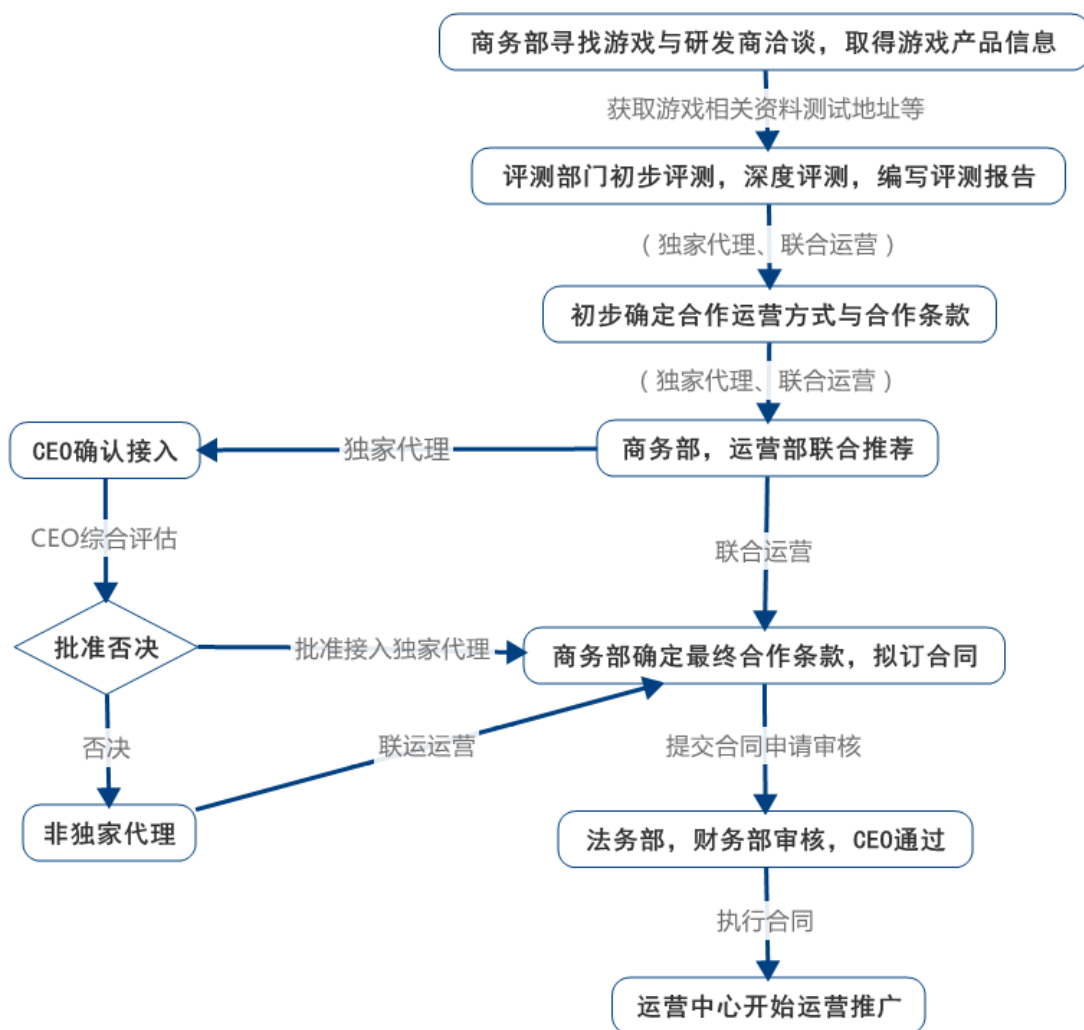 商务部寻找游戏与研发商洽谈，取得游戏产品信息
获取游戏相关资料测试地址等
评测部门初步评测，深度评测，编写评测报告
（独家代理、联合运营）
初步确定合作运营方式与合作条款
（独家代理、联合运营）
CEO确认接入
独家代理
商务部，运营部联合推荐
CEO综合评估
联合运营
批准否决
批准接入独家代理
商务部确定最终合作条款，拟订合同
否决
联运运营
提交合同申请审核
非独家代理
法务部，财务部审核，CEO通过
执行合同
运营中心开始运营推广